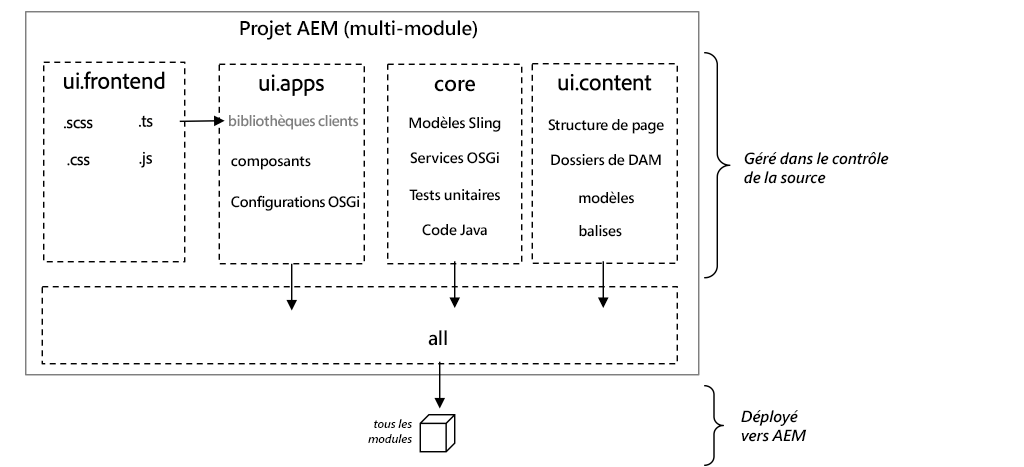 Projet AEM (multi-module)
ui.frontend
.scss
.ts
.css
.js
ui.apps
bibliothèques clients
composants
Configurations OSGi
core
Modèles Sling
Services OSGi
Tests unitaires
Code Java
ui.content
Structure de page
Dossiers de DAM
modèles
balises
Géré dans le contrôle
de la source
all
tous les
modules
Déployé
vers AEM